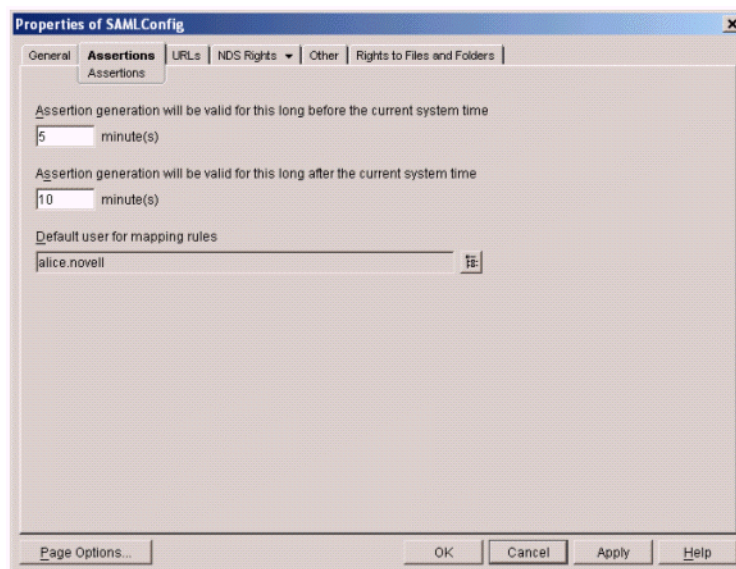 Properties of SAMLConfig
General Assertions URLs NDS Rights Other Rights to Files and Folders
Assertions
Assertion generation will be valid for this long before the current system time
5 minute(s)
Assertion generation will be valid for this long after the current system time
10 minute(s)
Default user for mapping rules
alice.novell
Page Options... OK Cancel Apply Help